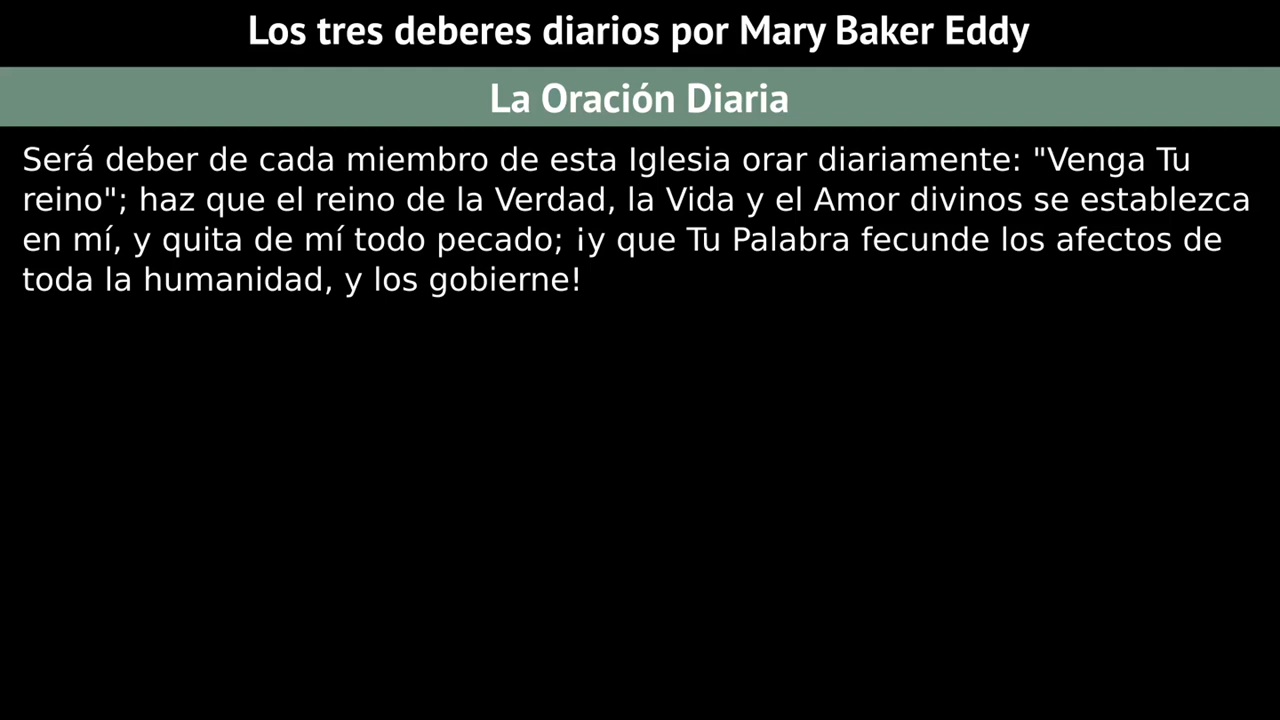 Los tres deberes diarios por Mary Baker Eddy
La Oración Diaria
Será deber de cada miembro de esta Iglesia orar diariamente: "Venga Tu
reino"; haz que el reino de la Verdad, la Vida y el Amor divinos se establezca
en mí, y quita de mí todo pecado; ¡y que Tu Palabra fecunde los afectos de
toda la humanidad, y los gobierne!